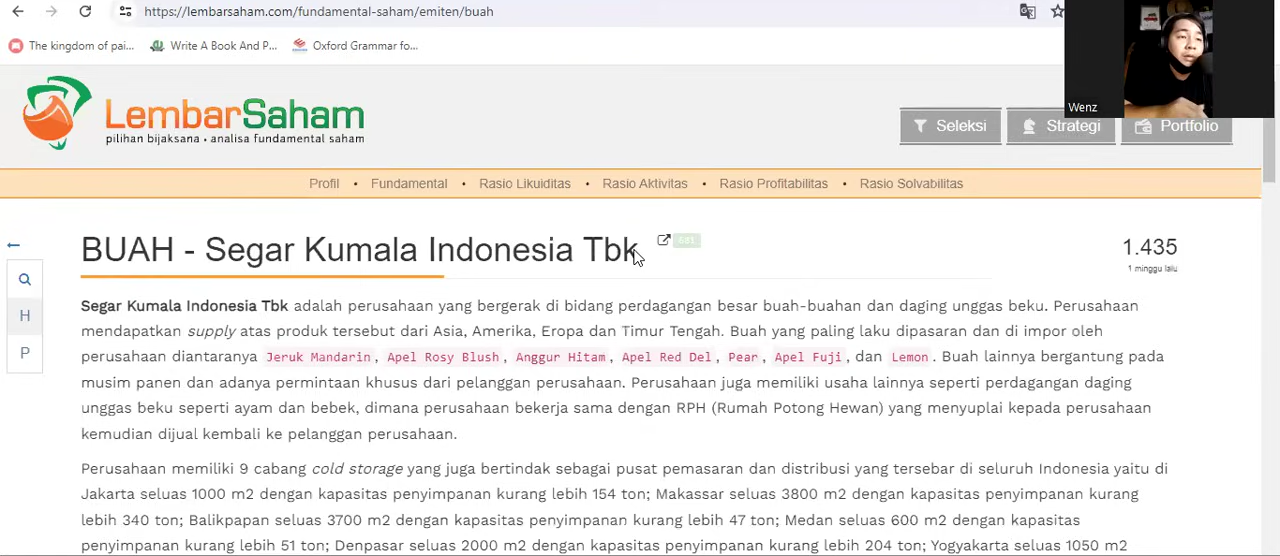 https://lembarsaham.com/fundamental-saham/emiten/buah
The kingdom of pai...
Write A Book And P...
Oxford Grammar fo...
Wenz
LembarSaham
pilihan bijaksana • analisa fundamental saham
Seleksi
Strategi
Portfolio
Profil • Fundamental • Rasio Likuiditas • Rasio Aktivitas • Rasio Profitabilitas • Rasio Solvabilitas
BUAH - Segar Kumala Indonesia Tbk
1.435
1 minggu lalu
H
P
Segar Kumala Indonesia Tbk adalah perusahaan yang bergerak di bidang perdagangan besar buah-buahan dan daging unggas beku. Perusahaan
mendapatkan supply atas produk tersebut dari Asia, Amerika, Eropa dan Timur Tengah. Buah yang paling laku dipasaran dan di impor oleh
perusahaan diantaranya Jeruk Mandarin, Apel Rosy Blush, Anggur Hitam, Apel Red Del, Pear, Apel Fuji, dan Lemon. Buah lainnya bergantung pada
musim panen dan adanya permintaan khusus dari pelanggan perusahaan. Perusahaan juga memiliki usaha lainnya seperti perdagangan daging
unggas beku seperti ayam dan bebek, dimana perusahaan bekerja sama dengan RPH (Rumah Potong Hewan) yang menyuplai kepada perusahaan
kemudian dijual kembali ke pelanggan perusahaan.
Perusahaan memiliki 9 cabang cold storage yang juga bertindak sebagai pusat pemasaran dan distribusi yang tersebar di seluruh Indonesia yaitu di
Jakarta seluas 1000 m2 dengan kapasitas penyimpanan kurang lebih 154 ton; Makassar seluas 3800 m2 dengan kapasitas penyimpanan kurang
lebih 340 ton; Balikpapan seluas 3700 m2 dengan kapasitas penyimpanan kurang lebih 47 ton; Medan seluas 600 m2 dengan kapasitas
penyimpanan kurang lebih 51 ton; Denpasar seluas 2000 m2 dengan kapasitas penyimpanan kurang lebih 204 ton; Yogyakarta seluas 1050 m2